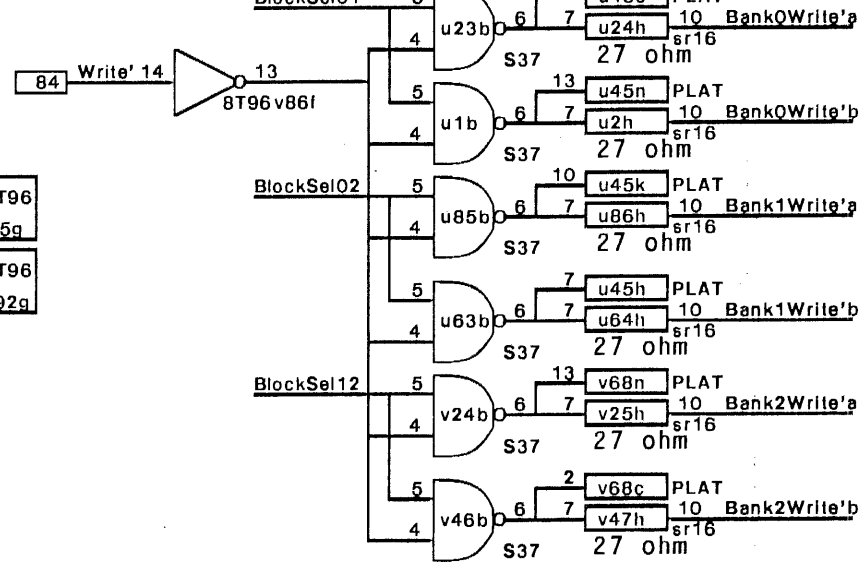 84 Write' 14 13
8T96 v86f
4 u23b 6 7 u24h 10 Bank0Write'a
S37 27 ohm sr16
13 u45n PLAT
5 4 u1b 6 7 u2h 10 Bank0Write'b
S37 27 ohm sr16
T96
5g
T96
92g
10 u45k PLAT
BlockSel02 5 4 u85b 6 7 u86h 10 Bank1Write'a
S37 27 ohm sr16
7 u45h PLAT
5 4 u63b 6 7 u64h 10 Bank1Write'b
S37 27 ohm sr16
13 v68n PLAT
BlockSel12 5 4 v24b 6 7 v25h 10 Bank2Write'a
S37 27 ohm sr16
2 v68c PLAT
5 4 v46b 6 7 v47h 10 Bank2Write'b
S37 27 ohm sr16